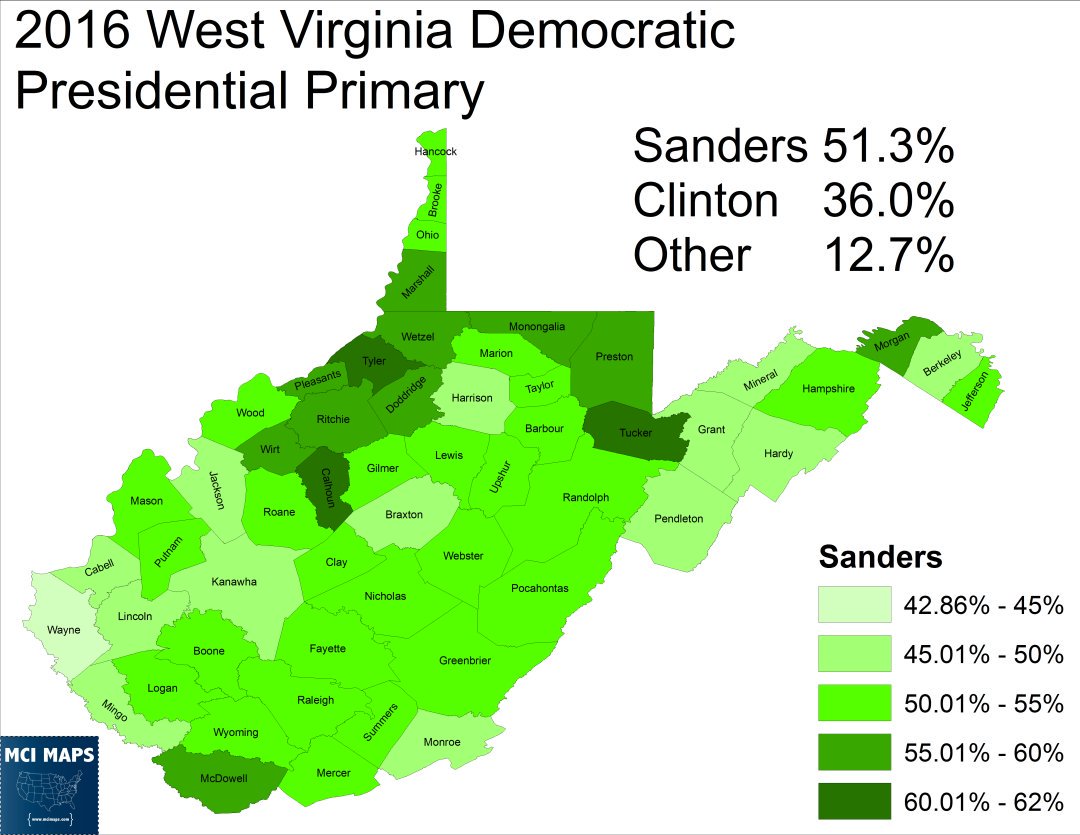 2016 West Virginia Democratic
Presidential Primary
Sanders 51.3%
Clinton 36.0%
Other 12.7%
Hancock
Brooke
Ohio
Marshall
Wetzel
Monongalia
Marion
Preston
Tyler
Pleasants
Doddridge
Harrison
Taylor
Morgan
Berkeley
Jefferson
Mineral
Hampshire
Wood
Ritchie
Barbour
Tucker
Grant
Hardy
Wirt
Calhoun
Gilmer
Lewis
Upshur
Randolph
Pendleton
Jackson
Mason
Roane
Braxton
Putnam
Cabell
Kanawha
Clay
Webster
Pocahontas
Nicholas
Lincoln
Wayne
Boone
Fayette
Greenbrier
Logan
Raleigh
Mingo
Wyoming
Summers
Monroe
McDowell
Mercer
Sanders
42.86% - 45%
45.01% - 50%
50.01% - 55%
55.01% - 60%
60.01% - 62%
MCI MAPS
{www.mcimaps.com}